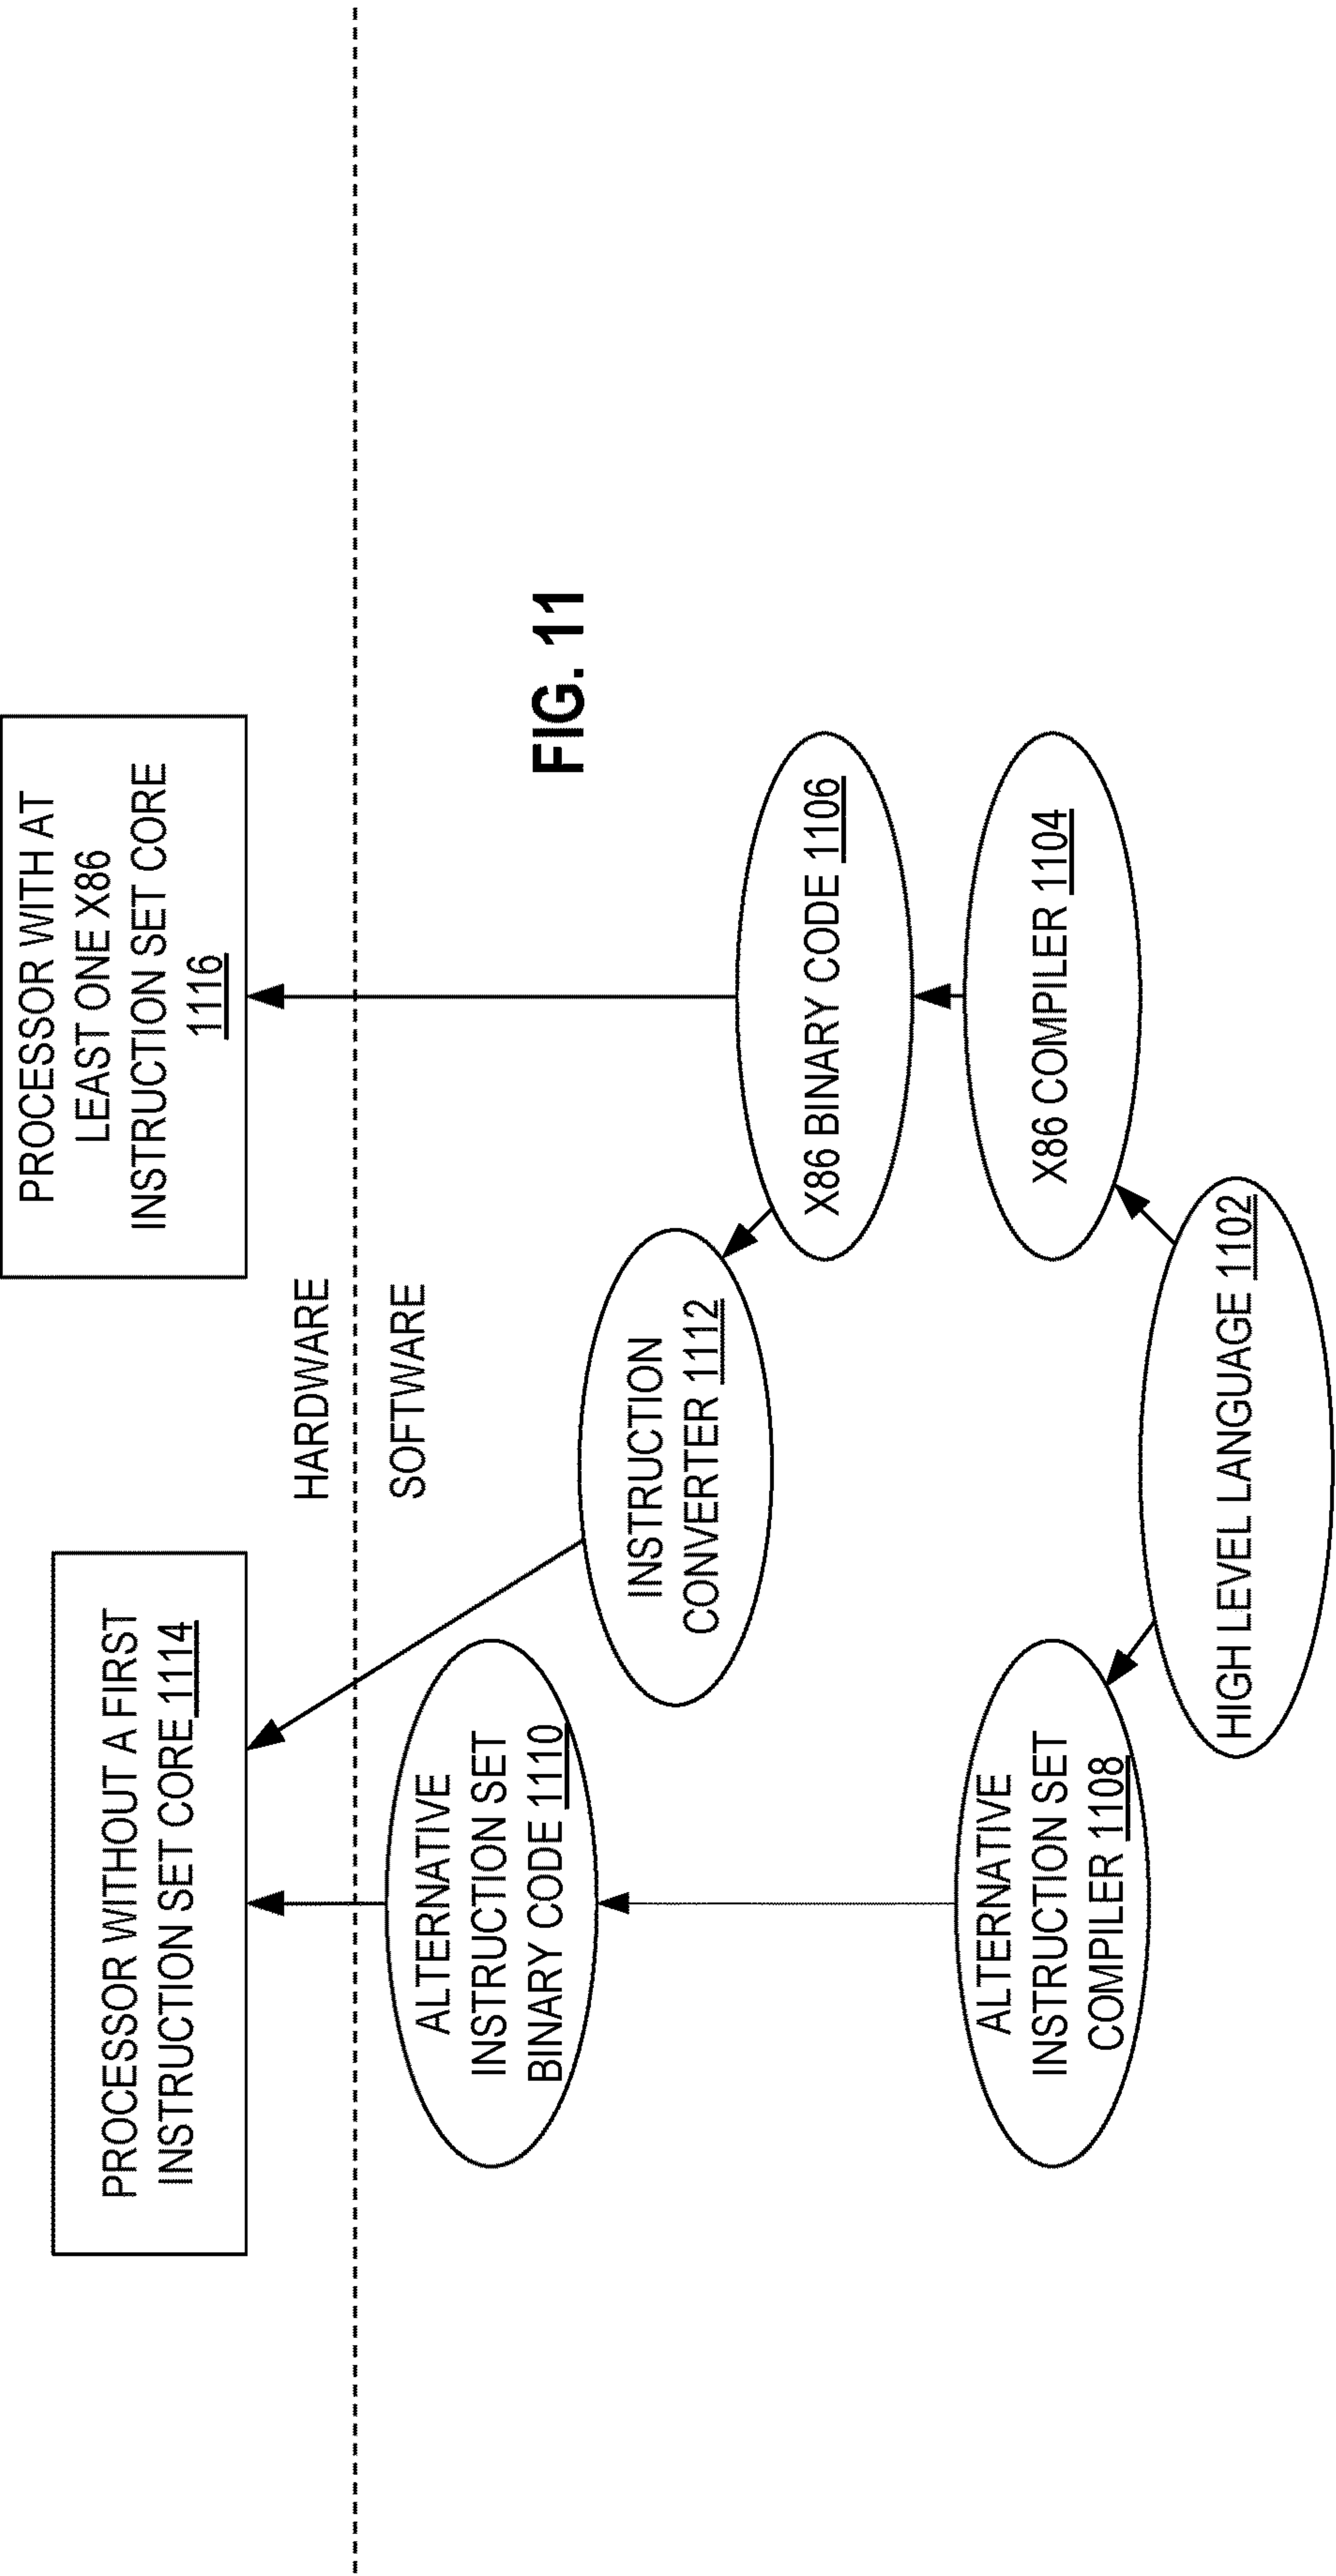 PROCESSOR WITHOUT A FIRST
INSTRUCTION SET CORE 1114
PROCESSOR WITH AT
LEAST ONE X86
INSTRUCTION SET CORE
1116
HARDWARE
SOFTWARE
ALTERNATIVE
INSTRUCTION SET
BINARY CODE 1110
INSTRUCTION
CONVERTER 1112
X86 BINARY CODE 1106
ALTERNATIVE
INSTRUCTION SET
COMPILER 1108
X86 COMPILER 1104
HIGH LEVEL LANGUAGE 1102
FIG. 11